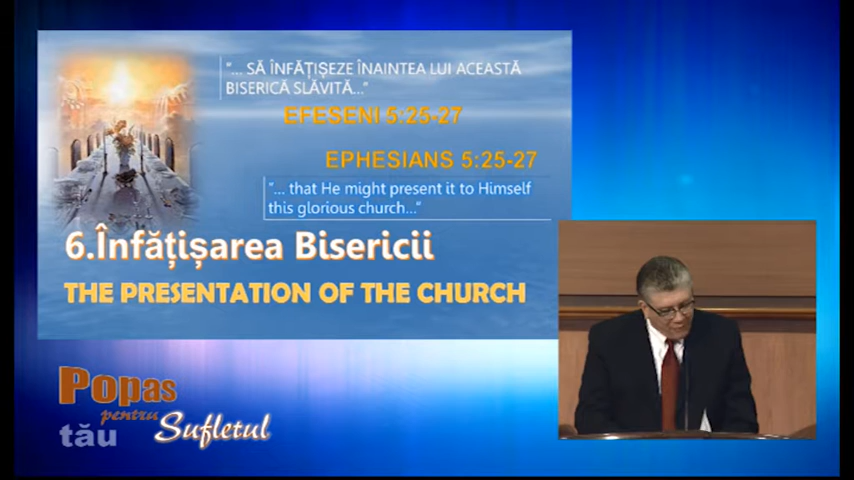 "... SĂ ÎNFĂȚIȘEZE ÎNAINTEA LUI ACEASTĂ
BISERICĂ SLĂVITĂ..."
EFESENI 5:25-27
EPHESIANS 5:25-27
"... that He might present it to Himself
this glorious church..."
6.Înfățișarea Bisericii
THE PRESENTATION OF THE CHURCH
Popas
pentru
Sufletul
tău